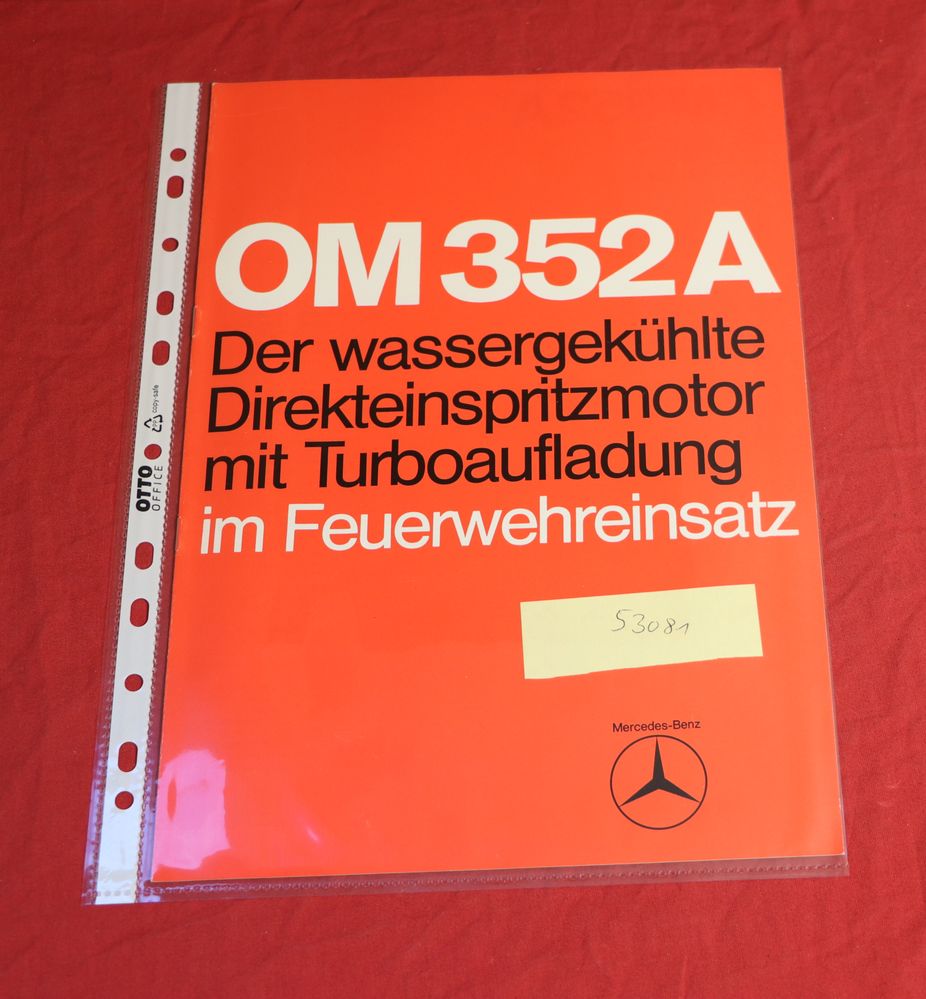 OM 352 A
Der wassergekühlte
Direkteinspritzmotor
mit Turboaufladung
im Feuerwehreinsatz
53081
Mercedes-Benz
OTTO
OFFICE
copy-safe